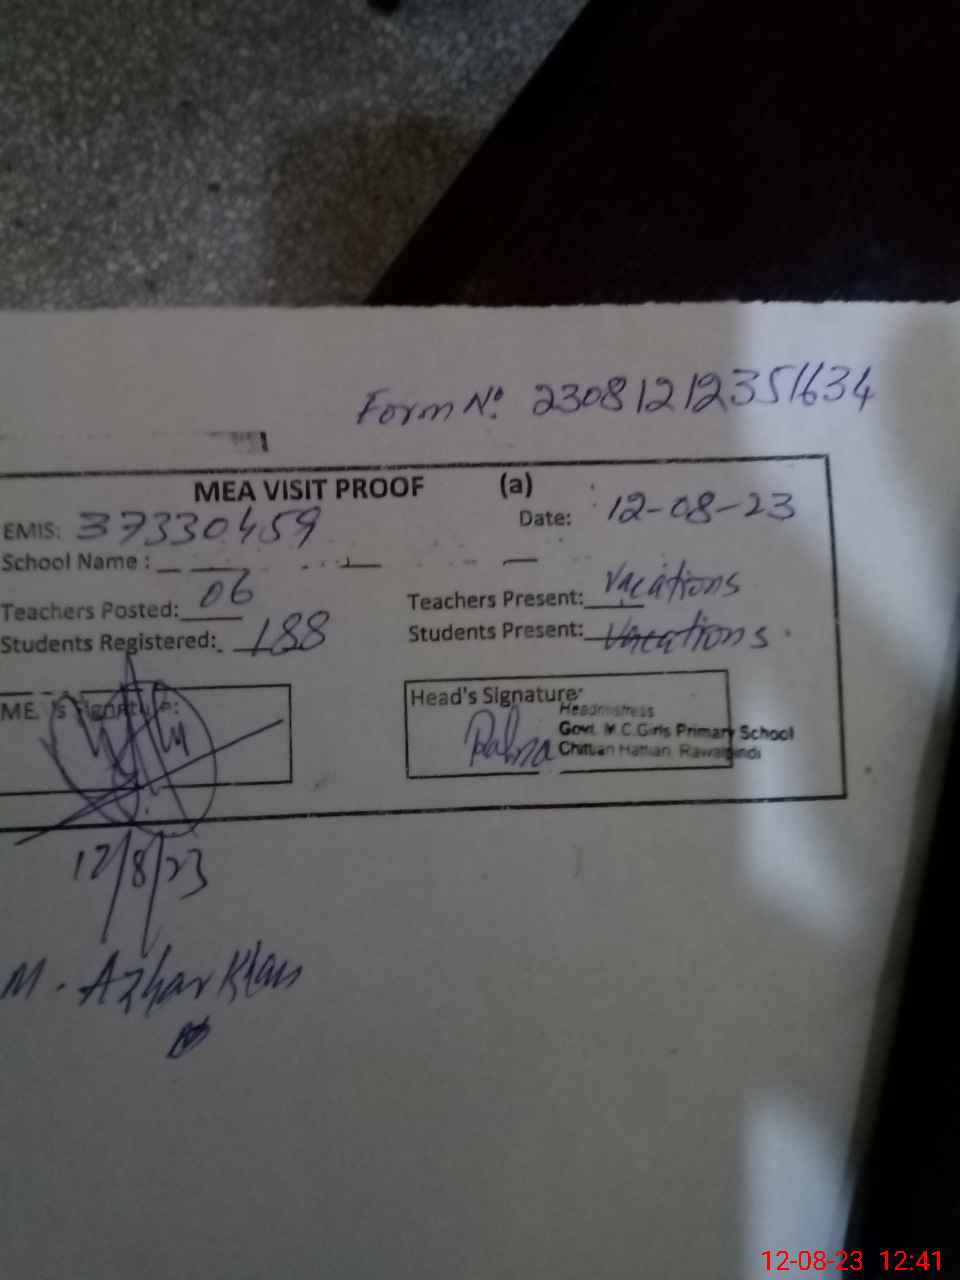 Form No. 23081212351634
MEA VISIT PROOF (a)
EMIS: 37330459 Date: 12-08-23
School Name :
Teachers Posted: 06 Teachers Present: Vacations
Students Registered: 188 Students Present: Vacations.
Head's Signature:
Headmistress
Govt. M.C.Girls Primary School
Chittian Hattian Rawalpindi
12/8/23
M. Azhar Khan
12-08-23 12:41